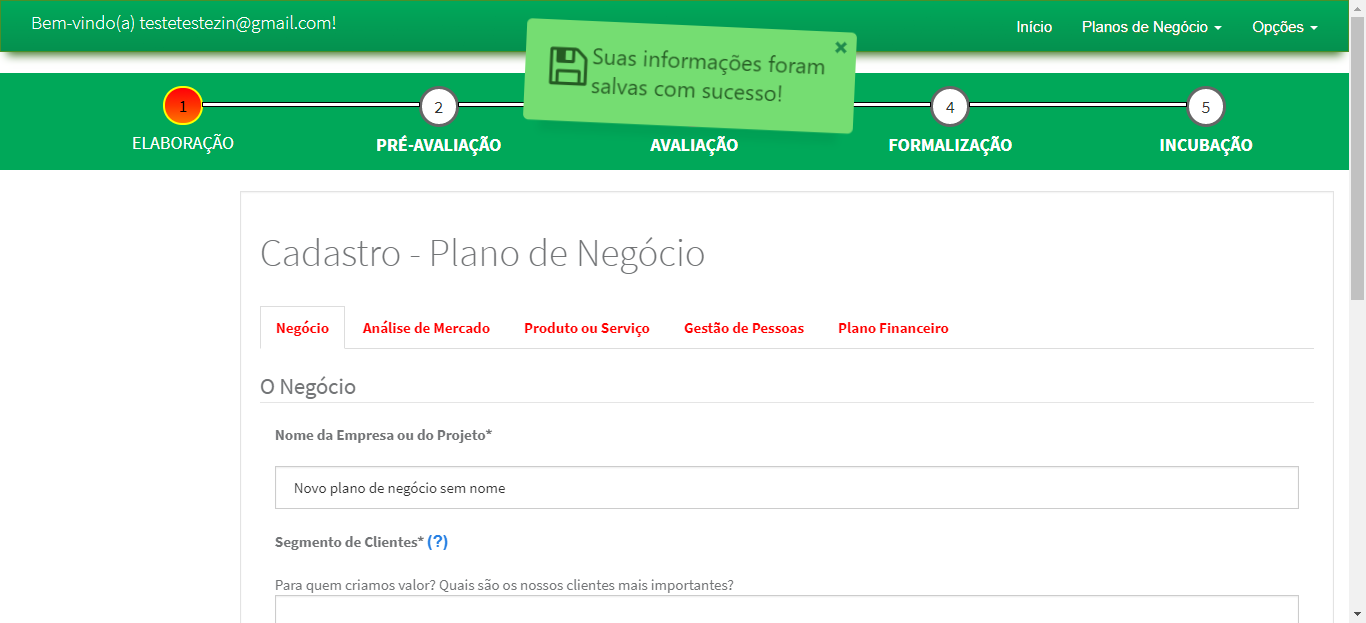 Bem-vindo(a) testetestezin@gmail.com!
Início
Planos de Negócio
Opções
Suas informações foram
salvas com sucesso!
1
2
4
5
ELABORAÇÃO
PRÉ-AVALIAÇÃO
AVALIAÇÃO
FORMALIZAÇÃO
INCUBAÇÃO
Cadastro - Plano de Negócio
Negócio
Análise de Mercado
Produto ou Serviço
Gestão de Pessoas
Plano Financeiro
O Negócio
Nome da Empresa ou do Projeto*
Novo plano de negócio sem nome
Segmento de Clientes* (?)
Para quem criamos valor? Quais são os nossos clientes mais importantes?